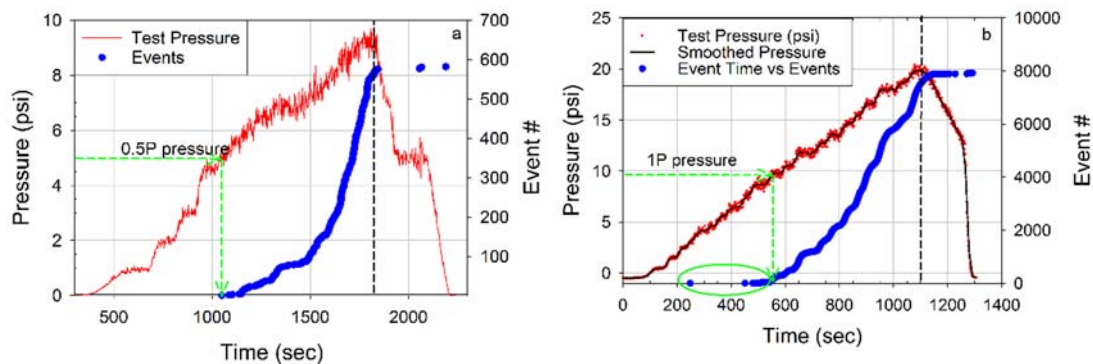 a
Test Pressure
Events
0.5P pressure
Pressure (psi)
10
8
6
4
2
0
Event #
700
600
500
400
300
200
100
500
1000
1500
2000
Time (sec)
b
Test Pressure (psi)
Smoothed Pressure
Event Time vs Events
1P pressure
Pressure (psi)
25
20
15
10
5
0
Event #
10000
8000
6000
4000
2000
0
0
200
400
600
800
1000
1200
1400
Time (sec)